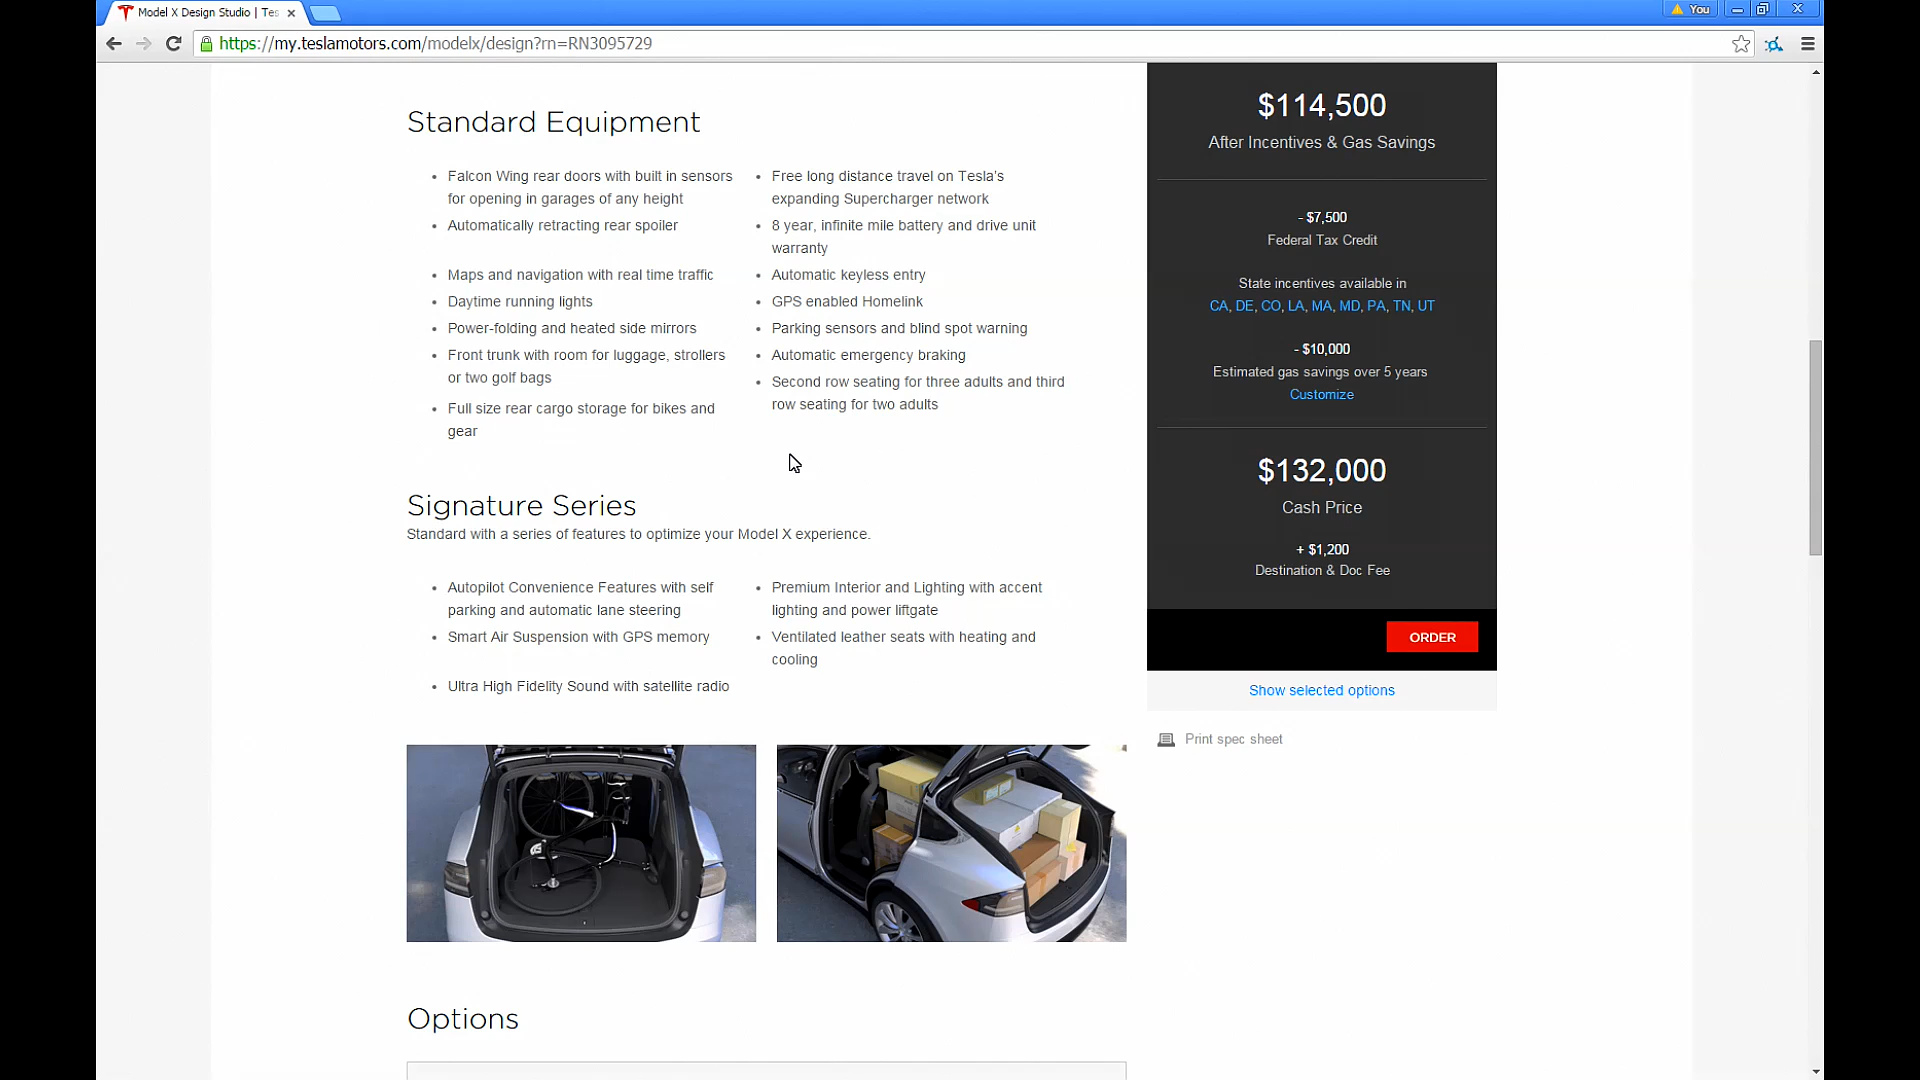 Model X Design Studio | Tes
You
https://my.teslamotors.com/modelx/design?rn=RN3095729
Standard Equipment
• Falcon Wing rear doors with built in sensors
for opening in garages of any height
• Automatically retracting rear spoiler
• Maps and navigation with real time traffic
• Daytime running lights
• Power-folding and heated side mirrors
• Front trunk with room for luggage, strollers
or two golf bags
• Full size rear cargo storage for bikes and
gear
• Free long distance travel on Tesla's
expanding Supercharger network
• 8 year, infinite mile battery and drive unit
warranty
• Automatic keyless entry
• GPS enabled Homelink
• Parking sensors and blind spot warning
• Automatic emergency braking
• Second row seating for three adults and third
row seating for two adults
Signature Series
Standard with a series of features to optimize your Model X experience.
• Autopilot Convenience Features with self
parking and automatic lane steering
• Smart Air Suspension with GPS memory
• Ultra High Fidelity Sound with satellite radio
• Premium Interior and Lighting with accent
lighting and power liftgate
• Ventilated leather seats with heating and
cooling
Options
$114,500
After Incentives & Gas Savings
- $7,500
Federal Tax Credit
State incentives available in
CA, DE, CO, LA, MA, MD, PA, TN, UT
- $10,000
Estimated gas savings over 5 years
Customize
$132,000
Cash Price
+ $1,200
Destination & Doc Fee
ORDER
Show selected options
Print spec sheet